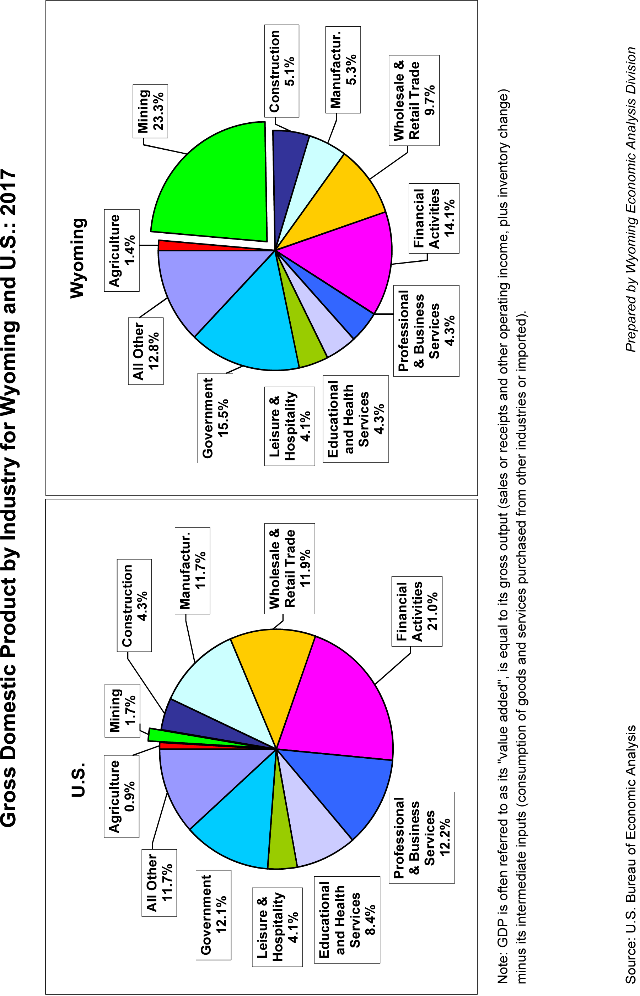 Gross Domestic Product by Industry for Wyoming and U.S.: 2017
U.S.
Agriculture
0.9%
Mining
1.7%
Construction
4.3%
Manufactur.
11.7%
Wholesale &
Retail Trade
11.9%
Financial
Activities
21.0%
Professional
& Business
Services
12.2%
Educational
and Health
Services
8.4%
Leisure &
Hospitality
4.1%
Government
12.1%
All Other
11.7%
Wyoming
Agriculture
1.4%
Mining
23.3%
Construction
5.1%
Manufactur.
5.3%
Wholesale &
Retail Trade
9.7%
Financial
Activities
14.1%
Professional
& Business
Services
4.3%
Educational
and Health
Services
4.3%
Leisure &
Hospitality
4.1%
Government
15.5%
All Other
12.8%
Note: GDP is often referred to as its "value added", is equal to its gross output (sales or receipts and other operating income, plus inventory change)
minus its intermediate inputs (consumption of goods and services purchased from other industries or imported).
Source: U.S. Bureau of Economic Analysis
Prepared by Wyoming Economic Analysis Division